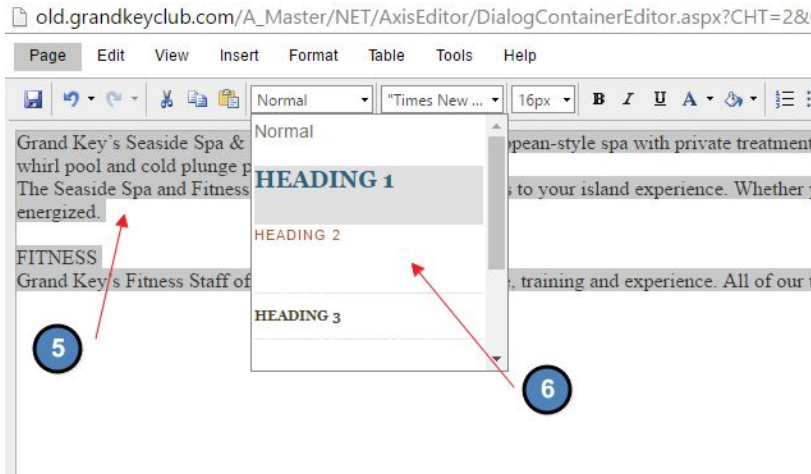 old.grandkeyclub.com/A_Master/NET/AxisEditor/DialogContainerEditor.aspx?CHT=2&
Page Edit View Insert Format Table Tools Help
Normal "Times New ... 16px B I U A
Normal
HEADING 1
HEADING 2
HEADING 3
Grand Key's Seaside Spa & pean-style spa with private treatment
whirl pool and cold plunge p
The Seaside Spa and Fitness s to your island experience. Whether
energized.
FITNESS
Grand Key's Fitness Staff of , training and experience. All of our
5
6